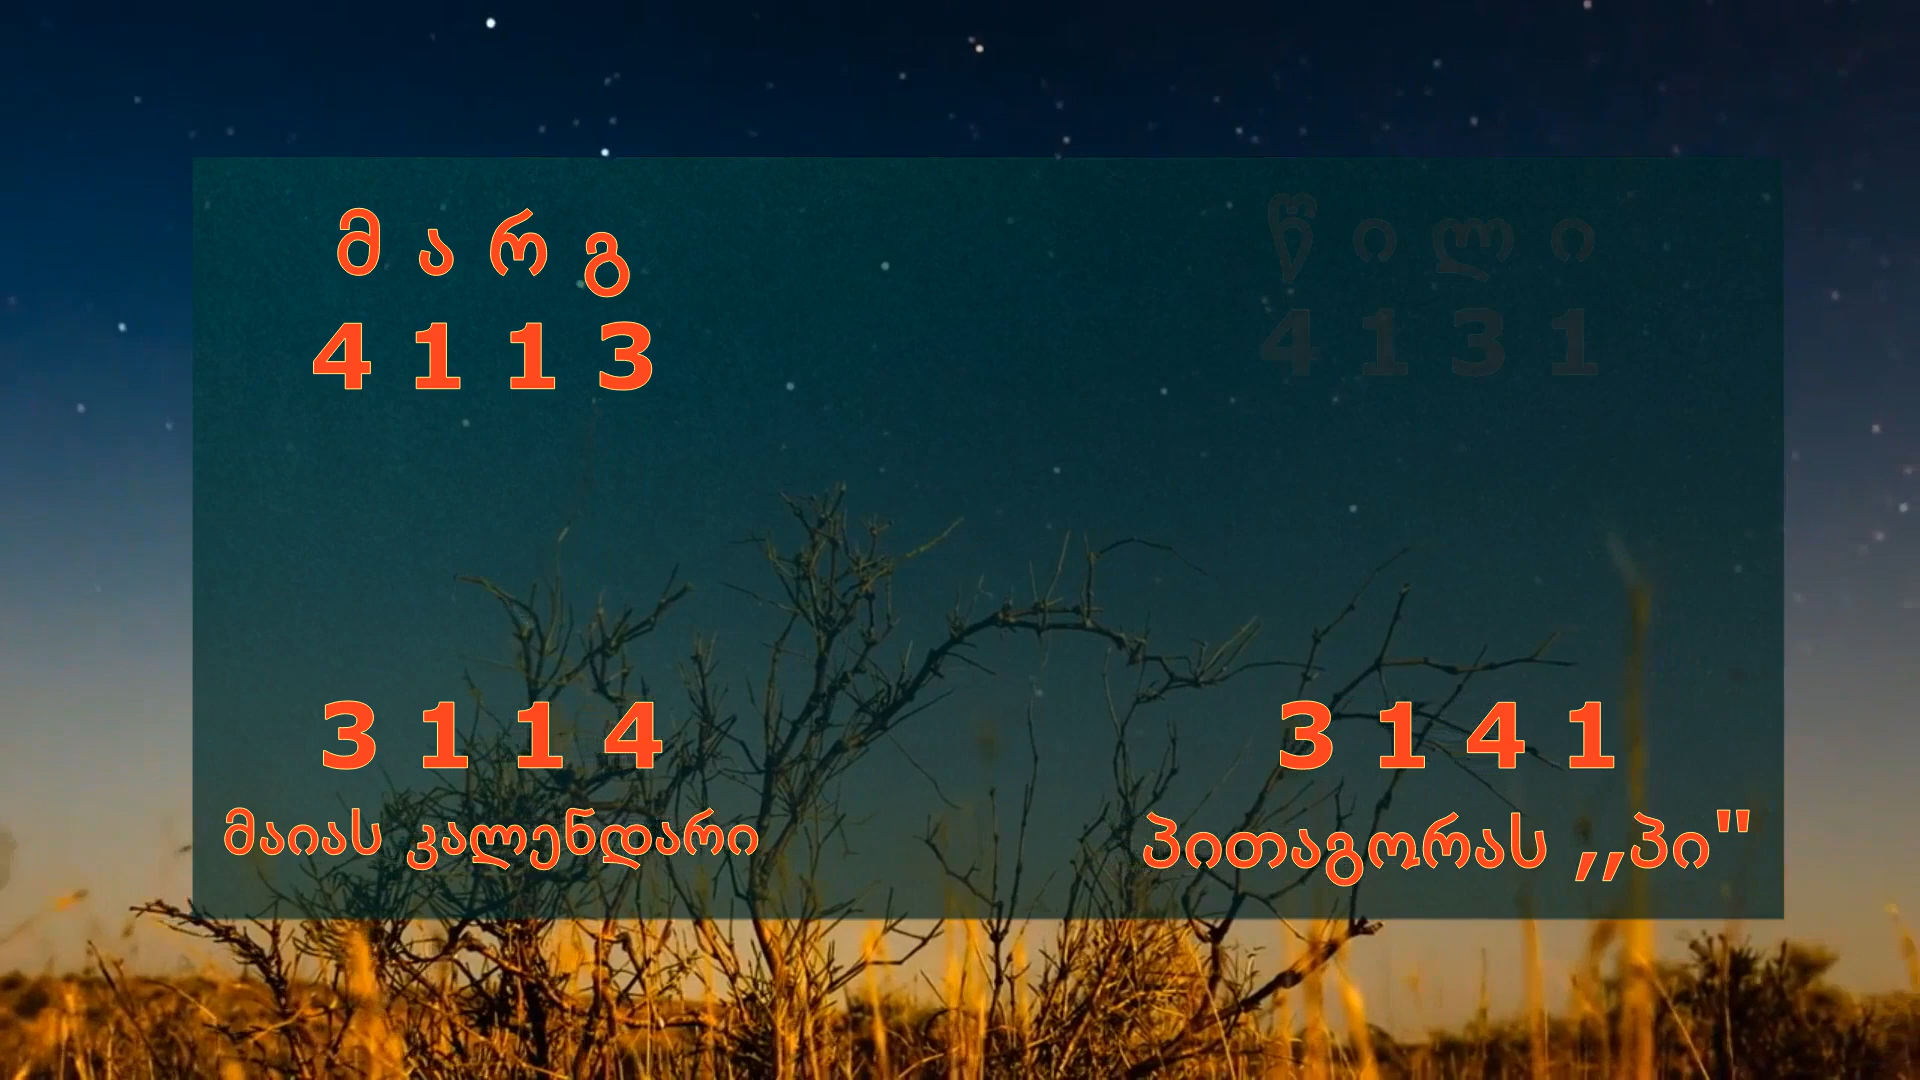 მ ა რ გ
4 1 1 3
წ ი ლ ი
4 1 3 1
3 1 1 4
მაიას კალენდარი
3 1 4 1
პითაგორას ,,პი"